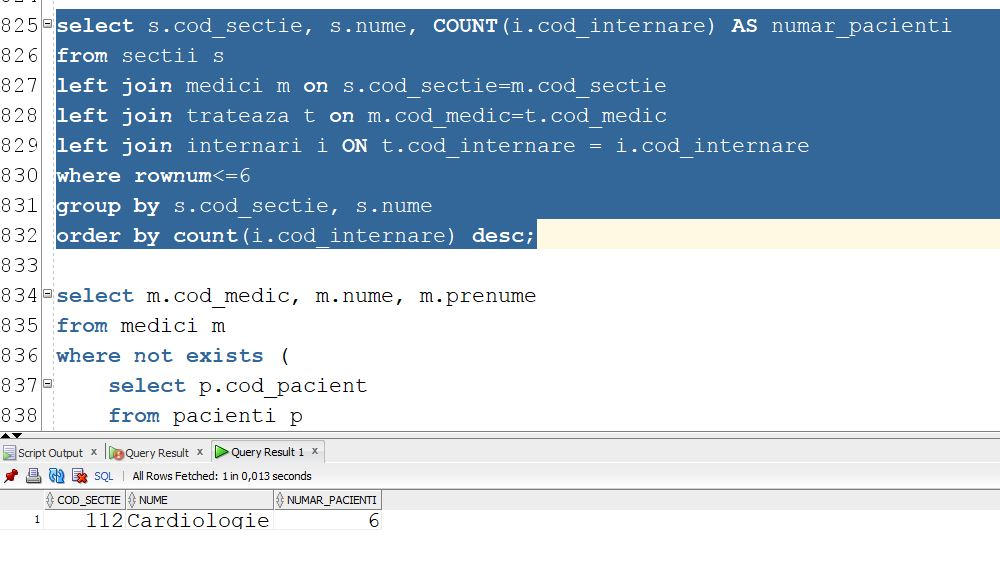 825 select s.cod_sectie, s.nume, COUNT(i.cod_internare) AS numar_pacienti
826 from sectii s
827 left join medici m on s.cod_sectie=m.cod_sectie
828 left join trateaza t on m.cod_medic=t.cod_medic
829 left join internari i ON t.cod_internare = i.cod_internare
830 where rownum<=6
831 group by s.cod_sectie, s.nume
832 order by count(i.cod_internare) desc;
833
834 select m.cod_medic, m.nume, m.prenume
835 from medici m
836 where not exists (
837     select p.cod_pacient
838     from pacienti p
Script Output x Query Result x Query Result 1 x
SQL | All Rows Fetched: 1 in 0,013 seconds
COD_SECTIE NUME NUMAR_PACIENTI
1 112 Cardiologie 6